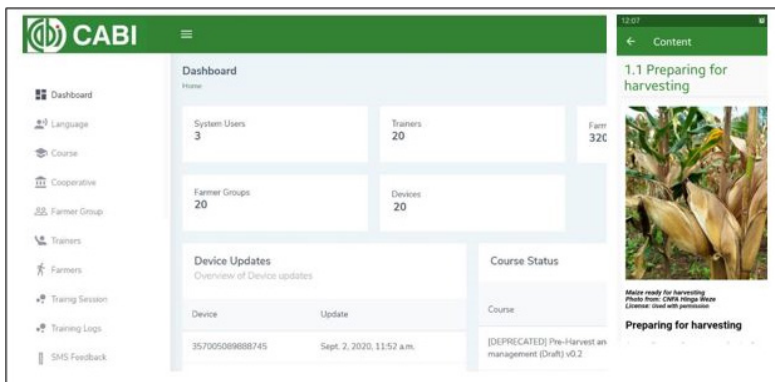 CABI
Dashboard
Home
Dashboard
Language
Course
Cooperative
Farmer Group
Trainers
Farmers
Trainig Session
Training Logs
SMS Feedback
System Users
3
Trainers
20
Farm
320
Farmer Groups
20
Devices
20
Device Updates
Overview of Device updates
Device Update
357005089888745 Sept. 2, 2020, 11:52 a.m.
Course Status
Course
[DEPRECATED] Pre-Harvest an
management (Draft) v0.2
12:07
Content
1.1 Preparing for
harvesting
Maize ready for harvesting
Photo from: CNFA Hinga Weze
License: Used with permission
Preparing for harvesting